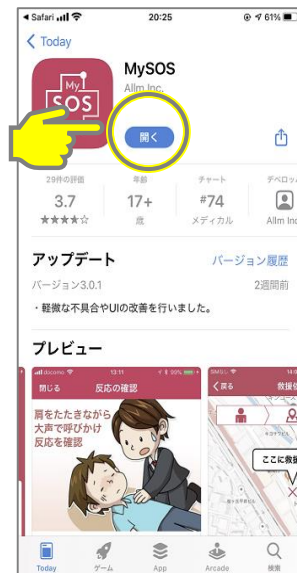 Safari 20:25 61%
Today
My
SOS
MySOS
Allm Inc.
開く
29件の評価 年齢 チャート デベロッパ
3.7 17+ #74
歳 メディカル Allm Inc
アップデート バージョン履歴
バージョン3.0.1 2週間前
・軽微な不具合やUIの改善を行いました。
プレビュー
docomo 13:11 30%
閉じる 反応の確認
戻る
肩をたたきながら
大声で呼びかけ
反応を確認
ここに救
Today ゲーム App Arcade 検索